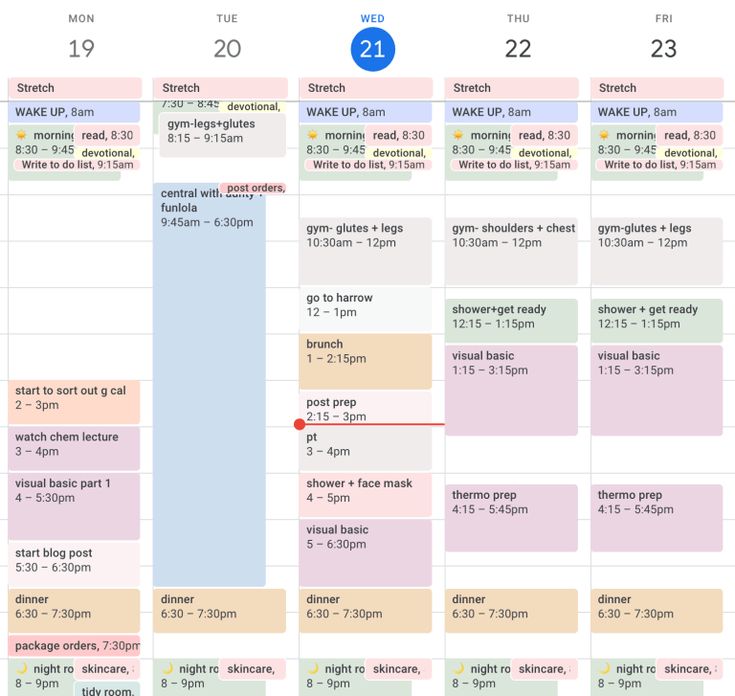 MON
19
TUE
20
WED
21
THU
22
FRI
23
Stretch
Stretch
Stretch
Stretch
Stretch
WAKE UP, 8am
☀️ morning
read, 8:30
8:30 – 9:45
devotional,
Write to do list, 9:15am
start to sort out g cal
2 – 3pm
watch chem lecture
3 – 4pm
visual basic part 1
4 – 5:30pm
start blog post
5:30 – 6:30pm
dinner
6:30 – 7:30pm
package orders, 7:30pm
🌙 night ro
skincare,
8 – 9pm
tidy room,
7:30 – 8:45
devotional,
gym-legs+glutes
8:15 – 9:15am
post orders,
central with aunty +
funlola
9:45am – 6:30pm
dinner
6:30 – 7:30pm
🌙 night ro
skincare,
8 – 9pm
WAKE UP, 8am
☀️ morning
read, 8:30
8:30 – 9:45
devotional,
Write to do list, 9:15am
gym- glutes + legs
10:30am – 12pm
go to harrow
12 – 1pm
brunch
1 – 2:15pm
post prep
2:15 – 3pm
pt
3 – 4pm
shower + face mask
4 – 5pm
visual basic
5 – 6:30pm
dinner
6:30 – 7:30pm
🌙 night ro
skincare,
8 – 9pm
WAKE UP, 8am
☀️ morning
read, 8:30
8:30 – 9:45
devotional,
Write to do list, 9:15am
gym- shoulders + chest
10:30am – 12pm
shower+get ready
12:15 – 1:15pm
visual basic
1:15 – 3:15pm
thermo prep
4:15 – 5:45pm
dinner
6:30 – 7:30pm
🌙 night ro
skincare,
8 – 9pm
WAKE UP, 8am
☀️ morning
read, 8:30
8:30 – 9:45
devotional,
Write to do list, 9:15am
gym-glutes + legs
10:30am – 12pm
shower + get ready
12:15 – 1:15pm
visual basic
1:15 – 3:15pm
thermo prep
4:15 – 5:45pm
dinner
6:30 – 7:30pm
🌙 night ro
skincare,
8 – 9pm